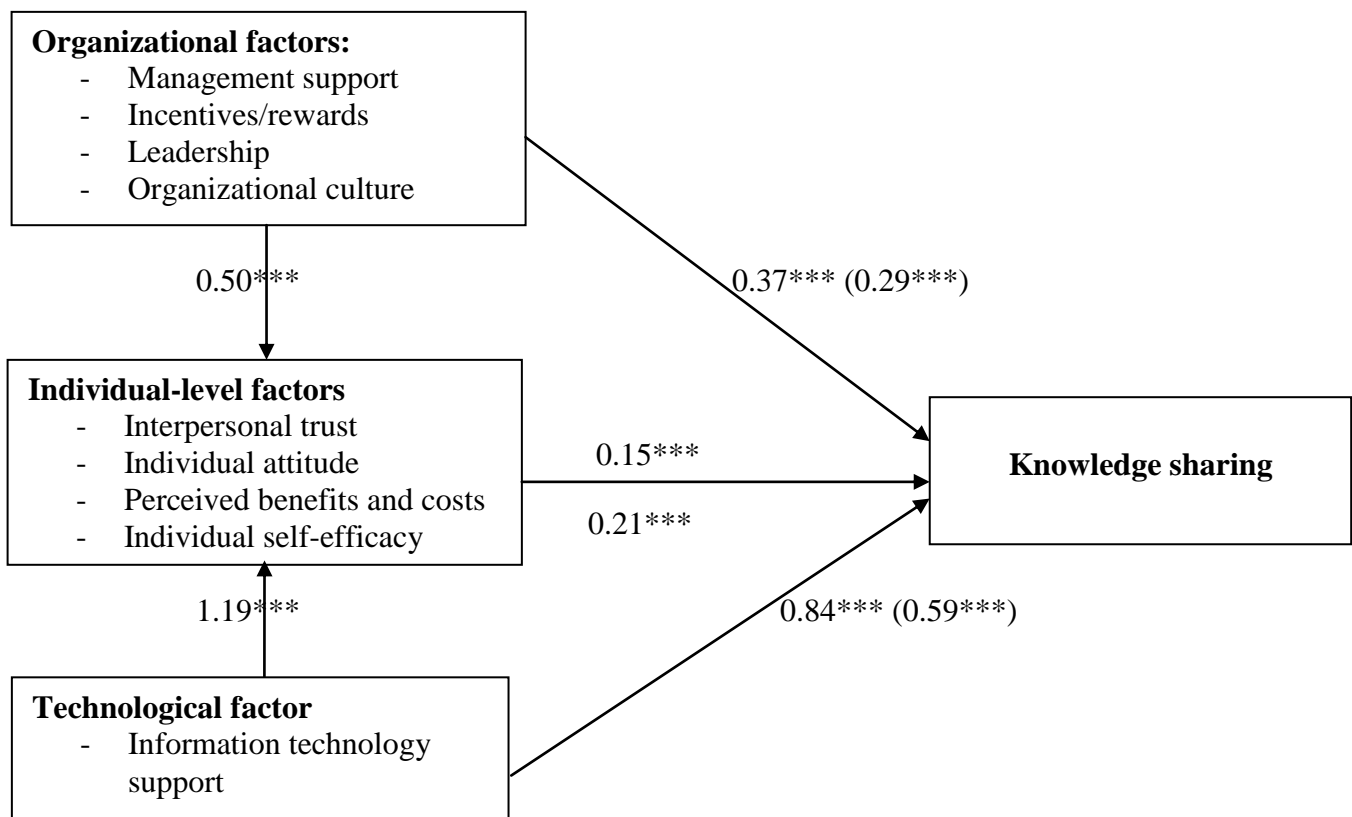 Organizational factors:
- Management support
- Incentives/rewards
- Leadership
- Organizational culture
0.50***
0.37*** (0.29***)
Individual-level factors
- Interpersonal trust
- Individual attitude
- Perceived benefits and costs
- Individual self-efficacy
0.15***
0.21***
Knowledge sharing
1.19***
0.84*** (0.59***)
Technological factor
- Information technology
support